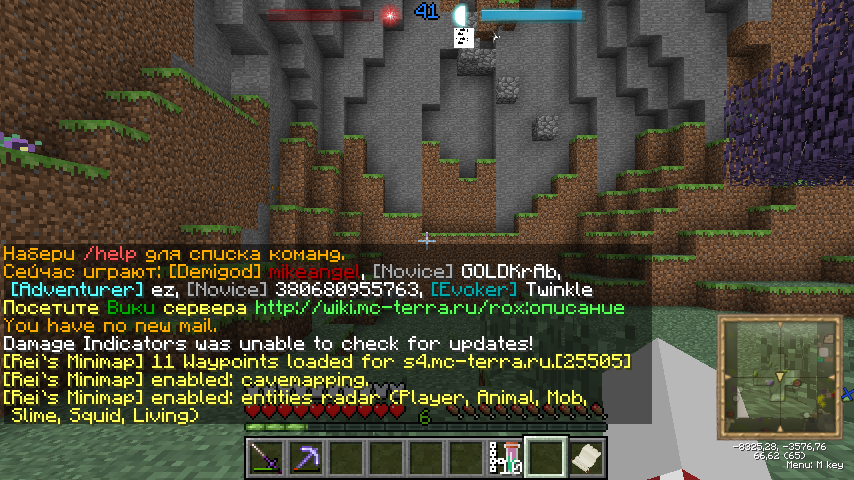 41
Набери /help для списка команд.
Сейчас играют: [Demigod] mikeangel, [Novice] GOLDKrAb,
[Adventurer] ez, [Novice] 380680955763, [Evoker] Twinkle
Посетите Вики сервера http://wiki.mc-terra.ru/rox:описание
You have no new mail.
Damage Indicators was unable to check for updates!
[Rei's Minimap] 11 Waypoints loaded for s4.mc-terra.ru.[25505]
[Rei's Minimap] enabled: cavemapping.
[Rei's Minimap] enabled: entities radar (Player, Animal, Mob,
Slime, Squid, Living)
6
10
-8325,28, -3576,76
66,62 (65)
Menu: M key